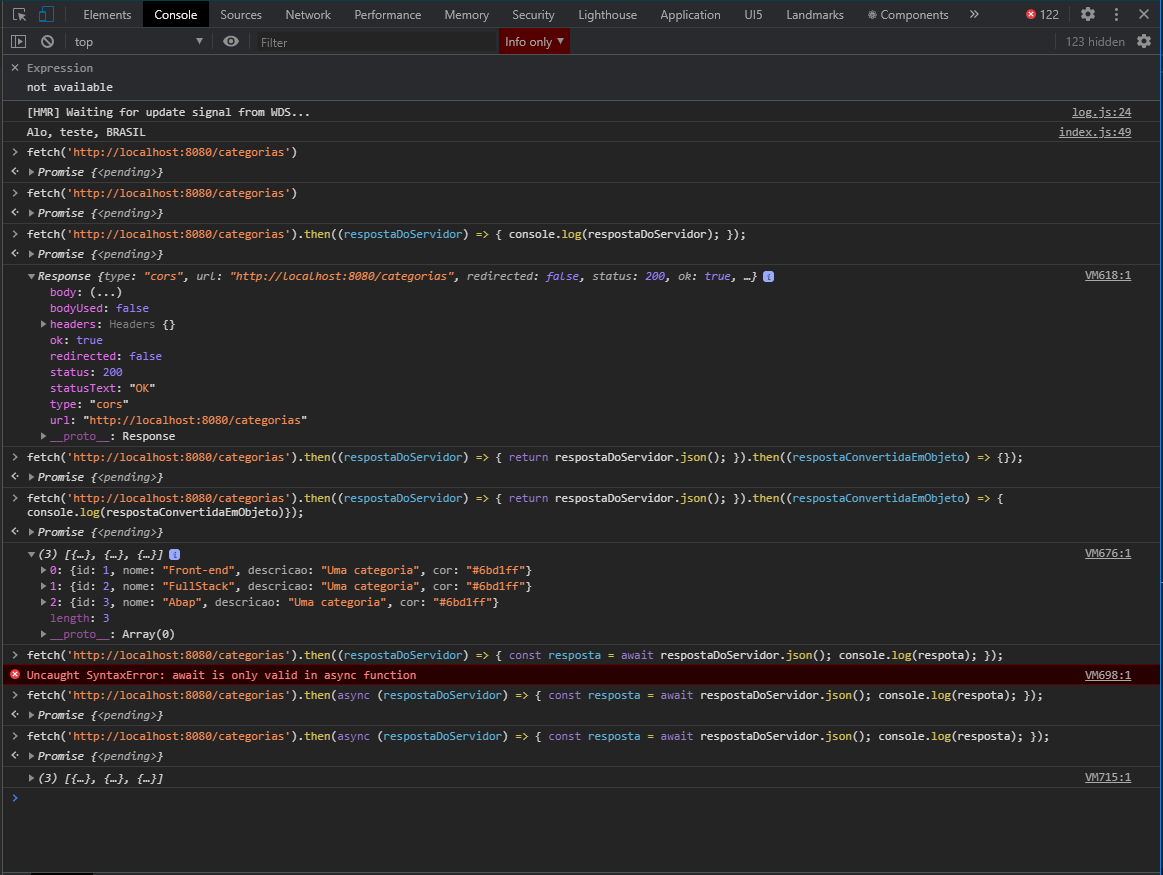 Elements Console Sources Network Performance Memory Security Lighthouse Application UI5 Landmarks Components » 122
top Filter Info only 123 hidden
Expression
not available
[HMR] Waiting for update signal from WDS... log.js:24
Alo, teste, BRASIL index.js:49
> fetch('http://localhost:8080/categorias')
Promise {<pending>}
> fetch('http://localhost:8080/categorias')
Promise {<pending>}
> fetch('http://localhost:8080/categorias').then((respostaDoServidor) => { console.log(respostaDoServidor); });
Promise {<pending>}
Response {type: "cors", url: "http://localhost:8080/categorias", redirected: false, status: 200, ok: true, …} VM618:1
body: (...)
bodyUsed: false
headers: Headers {}
ok: true
redirected: false
status: 200
statusText: "OK"
type: "cors"
url: "http://localhost:8080/categorias"
__proto__: Response
> fetch('http://localhost:8080/categorias').then((respostaDoServidor) => { return respostaDoServidor.json(); }).then((respostaConvertidaEmObjeto) => {});
Promise {<pending>}
> fetch('http://localhost:8080/categorias').then((respostaDoServidor) => { return respostaDoServidor.json(); }).then((respostaConvertidaEmObjeto) => {
console.log(respostaConvertidaEmObjeto)});
Promise {<pending>}
(3) [{…}, {…}, {…}] VM676:1
0: {id: 1, nome: "Front-end", descricao: "Uma categoria", cor: "#6bd1ff"}
1: {id: 2, nome: "FullStack", descricao: "Uma categoria", cor: "#6bd1ff"}
2: {id: 3, nome: "Abap", descricao: "Uma categoria", cor: "#6bd1ff"}
length: 3
__proto__: Array(0)
> fetch('http://localhost:8080/categorias').then((respostaDoServidor) => { const resposta = await respostaDoServidor.json(); console.log(respota); });
Uncaught SyntaxError: await is only valid in async function VM698:1
> fetch('http://localhost:8080/categorias').then(async (respostaDoServidor) => { const resposta = await respostaDoServidor.json(); console.log(respota); });
Promise {<pending>}
> fetch('http://localhost:8080/categorias').then(async (respostaDoServidor) => { const resposta = await respostaDoServidor.json(); console.log(resposta); });
Promise {<pending>}
(3) [{…}, {…}, {…}] VM715:1
>